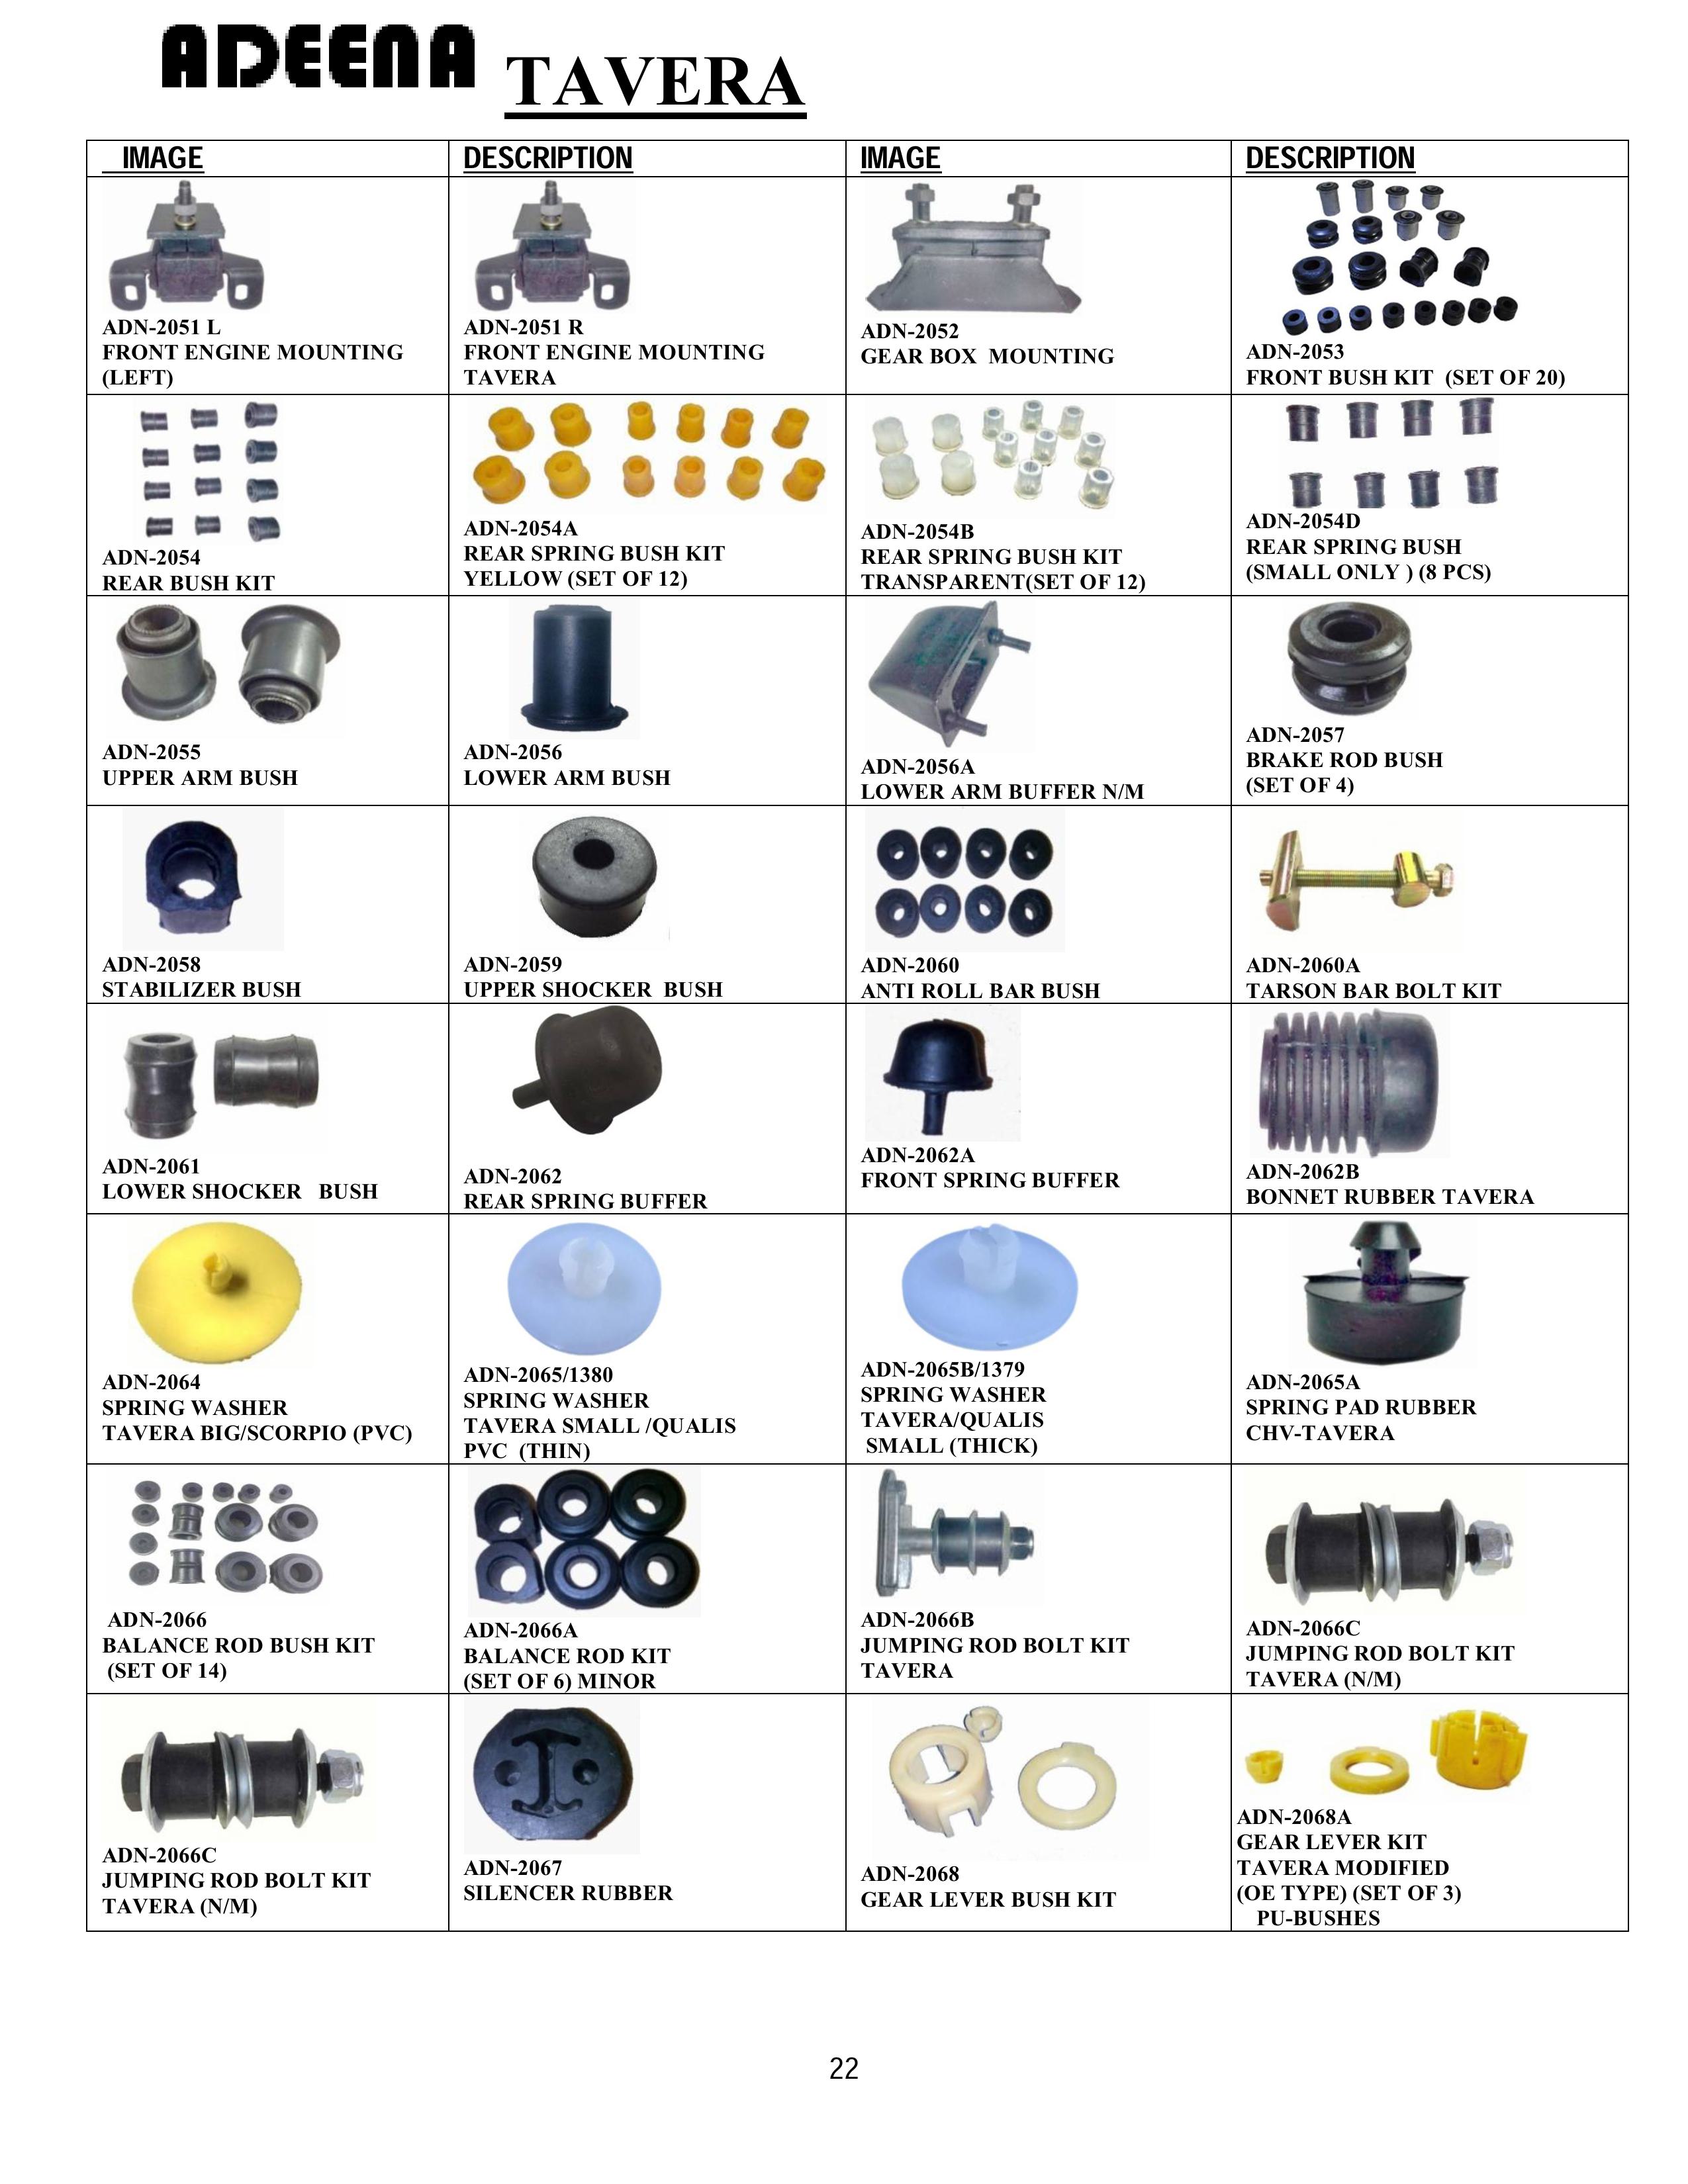 ADEENA TAVERA
IMAGE
DESCRIPTION
IMAGE
DESCRIPTION
ADN-2051 L
FRONT ENGINE MOUNTING
(LEFT)
ADN-2051 R
FRONT ENGINE MOUNTING
TAVERA
ADN-2052
GEAR BOX MOUNTING
ADN-2053
FRONT BUSH KIT (SET OF 20)
ADN-2054
REAR BUSH KIT
ADN-2054A
REAR SPRING BUSH KIT
YELLOW (SET OF 12)
ADN-2054B
REAR SPRING BUSH KIT
TRANSPARENT(SET OF 12)
ADN-2054D
REAR SPRING BUSH
(SMALL ONLY ) (8 PCS)
ADN-2055
UPPER ARM BUSH
ADN-2056
LOWER ARM BUSH
ADN-2056A
LOWER ARM BUFFER N/M
ADN-2057
BRAKE ROD BUSH
(SET OF 4)
ADN-2058
STABILIZER BUSH
ADN-2059
UPPER SHOCKER BUSH
ADN-2060
ANTI ROLL BAR BUSH
ADN-2060A
TARSON BAR BOLT KIT
ADN-2061
LOWER SHOCKER BUSH
ADN-2062
REAR SPRING BUFFER
ADN-2062A
FRONT SPRING BUFFER
ADN-2062B
BONNET RUBBER TAVERA
ADN-2064
SPRING WASHER
TAVERA BIG/SCORPIO (PVC)
ADN-2065/1380
SPRING WASHER
TAVERA SMALL /QUALIS
PVC (THIN)
ADN-2065B/1379
SPRING WASHER
TAVERA/QUALIS
SMALL (THICK)
ADN-2065A
SPRING PAD RUBBER
CHV-TAVERA
ADN-2066
BALANCE ROD BUSH KIT
(SET OF 14)
ADN-2066A
BALANCE ROD KIT
(SET OF 6) MINOR
ADN-2066B
JUMPING ROD BOLT KIT
TAVERA
ADN-2066C
JUMPING ROD BOLT KIT
TAVERA (N/M)
ADN-2066C
JUMPING ROD BOLT KIT
TAVERA (N/M)
ADN-2067
SILENCER RUBBER
ADN-2068
GEAR LEVER BUSH KIT
ADN-2068A
GEAR LEVER KIT
TAVERA MODIFIED
(OE TYPE) (SET OF 3)
PU-BUSHES
22